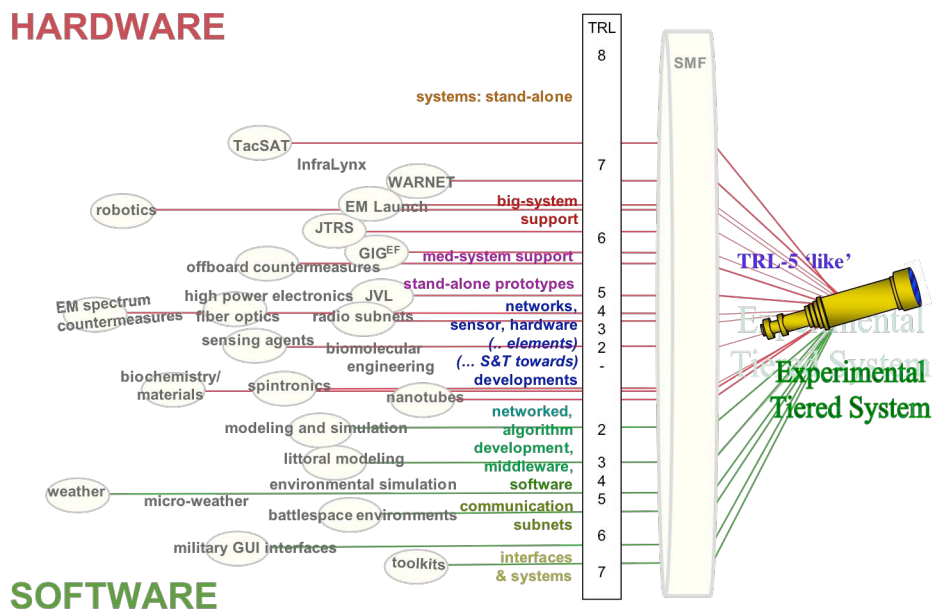 HARDWARE
TRL
8
SMF
systems: stand-alone
TacSAT
InfraLynx
7
WARNET
big-system
support
robotics
EM Launch
JTRS
6
GIGEF
med-system support
TRL-5 ‘like’
offboard countermeasures
stand-alone prototypes
high power electronics
JVL
5
EM spectrum
countermeasures
fiber optics
radio subnets
networks,
4
sensor, hardware
3
sensing agents
(.. elements)
2
biomolecular
engineering
(... S&T towards)
-
developments
Experimental
Tiered System
biochemistry/
materials
spintronics
nanotubes
Experimental
Tiered System
networked,
algorithm
development,
middleware,
software
modeling and simulation
2
littoral modeling
3
environmental simulation
4
weather
micro-weather
5
communication
subnets
battlespace environments
6
military GUI interfaces
toolkits
interfaces
& systems
7
SOFTWARE